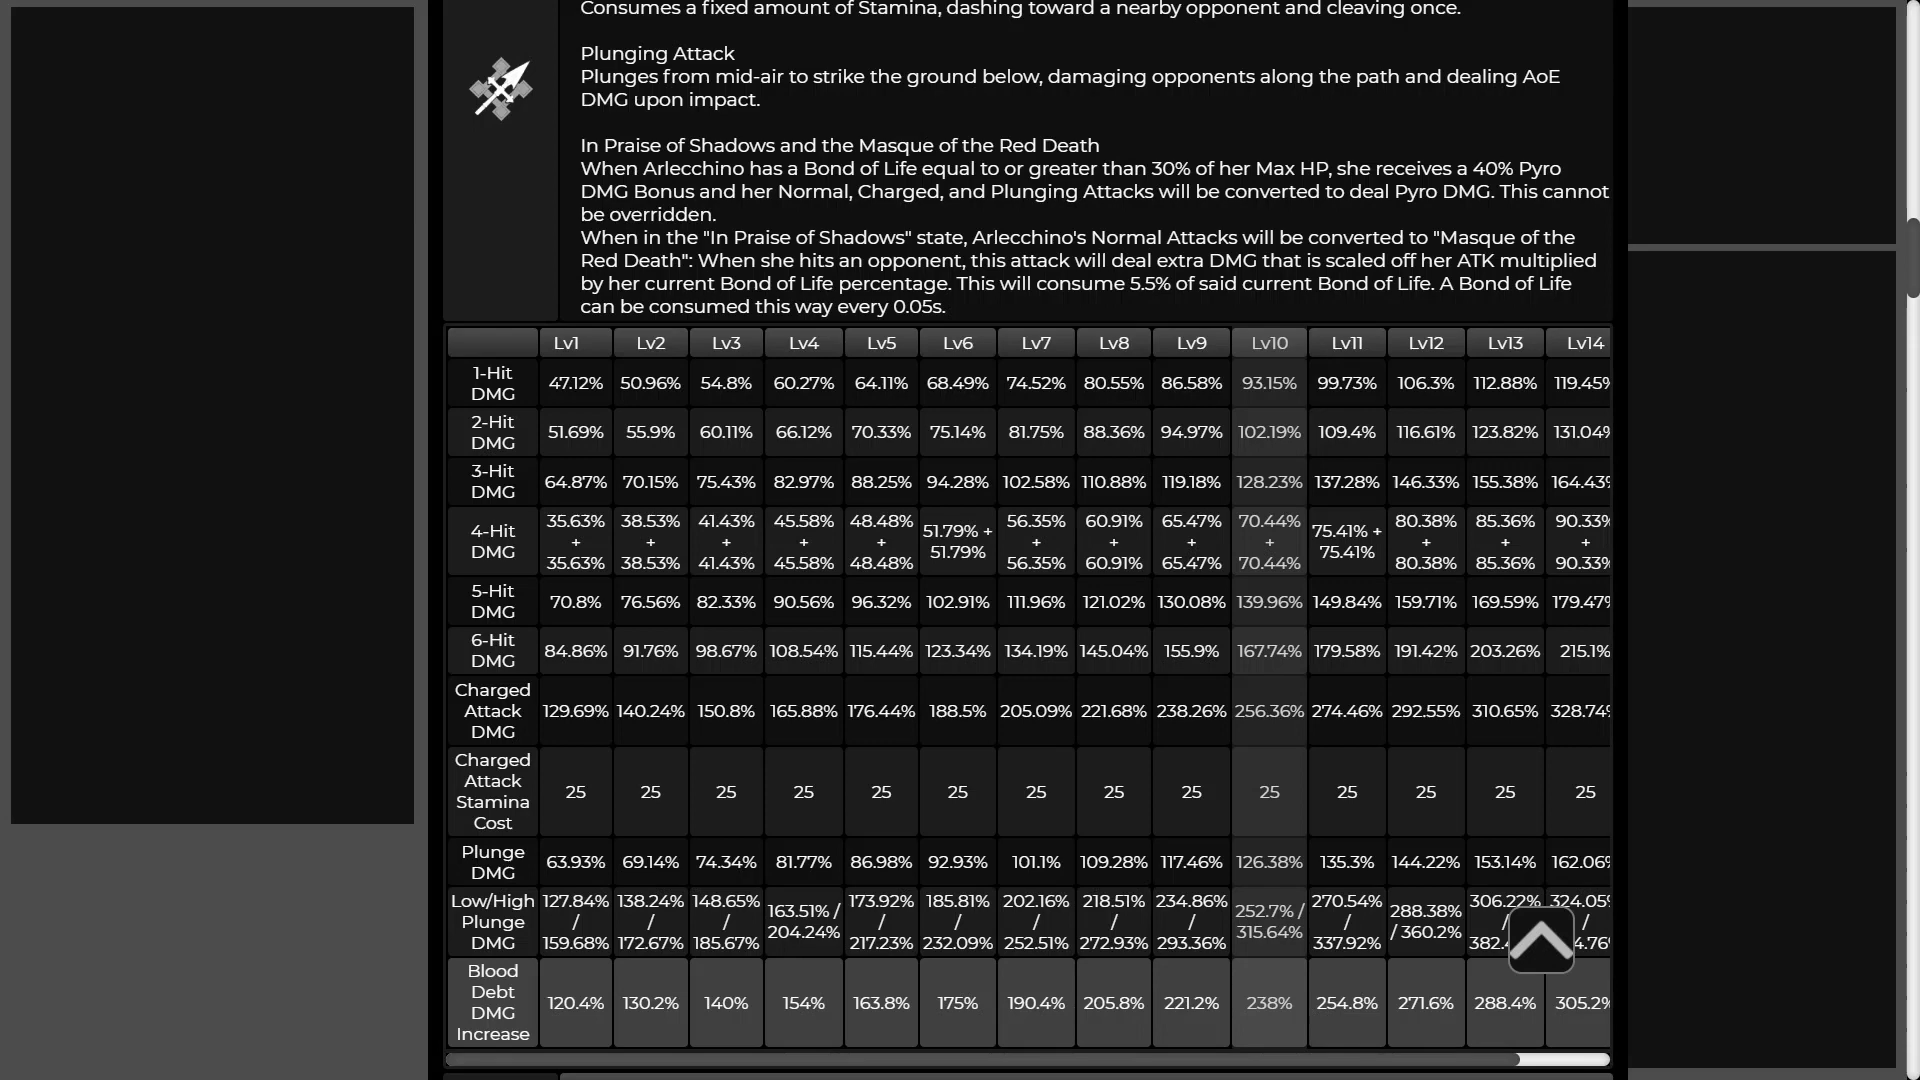 Consumes a fixed amount of Stamina, dashing toward a nearby opponent and cleaving once.
Plunging Attack
Plunges from mid-air to strike the ground below, damaging opponents along the path and dealing AoE
DMG upon impact.
In Praise of Shadows and the Masque of the Red Death
When Arlecchino has a Bond of Life equal to or greater than 30% of her Max HP, she receives a 40% Pyro
DMG Bonus and her Normal, Charged, and Plunging Attacks will be converted to deal Pyro DMG. This cannot
be overridden.
When in the "In Praise of Shadows" state, Arlecchino's Normal Attacks will be converted to "Masque of the
Red Death": When she hits an opponent, this attack will deal extra DMG that is scaled off her ATK multiplied
by her current Bond of Life percentage. This will consume 5.5% of said current Bond of Life. A Bond of Life
can be consumed this way every 0.05s.
Lv1 Lv2 Lv3 Lv4 Lv5 Lv6 Lv7 Lv8 Lv9 Lv10 Lv11 Lv12 Lv13 Lv14
1-Hit DMG 47.12% 50.96% 54.8% 60.27% 64.11% 68.49% 74.52% 80.55% 86.58% 93.15% 99.73% 106.3% 112.88% 119.45%
2-Hit DMG 51.69% 55.9% 60.11% 66.12% 70.33% 75.14% 81.75% 88.36% 94.97% 102.19% 109.4% 116.61% 123.82% 131.04%
3-Hit DMG 64.87% 70.15% 75.43% 82.97% 88.25% 94.28% 102.58% 110.88% 119.18% 128.23% 137.28% 146.33% 155.38% 164.43%
4-Hit DMG 35.63% + 35.63% 38.53% + 38.53% 41.43% + 41.43% 45.58% + 45.58% 48.48% + 48.48% 51.79% + 51.79% 56.35% + 56.35% 60.91% + 60.91% 65.47% + 65.47% 70.44% + 70.44% 75.41% + 75.41% 80.38% + 80.38% 85.36% + 85.36% 90.33% + 90.33%
5-Hit DMG 70.8% 76.56% 82.33% 90.56% 96.32% 102.91% 111.96% 121.02% 130.08% 139.96% 149.84% 159.71% 169.59% 179.47%
6-Hit DMG 84.86% 91.76% 98.67% 108.54% 115.44% 123.34% 134.19% 145.04% 155.9% 167.74% 179.58% 191.42% 203.26% 215.1%
Charged Attack DMG 129.69% 140.24% 150.8% 165.88% 176.44% 188.5% 205.09% 221.68% 238.26% 256.36% 274.46% 292.55% 310.65% 328.74%
Charged Attack Stamina Cost 25 25 25 25 25 25 25 25 25 25 25 25 25 25
Plunge DMG 63.93% 69.14% 74.34% 81.77% 86.98% 92.93% 101.1% 109.28% 117.46% 126.38% 135.3% 144.22% 153.14% 162.06%
Low/High Plunge DMG 127.84% / 159.68% 138.24% / 172.67% 148.65% / 185.67% 163.51% / 204.24% 173.92% / 217.23% 185.81% / 232.09% 202.16% / 252.51% 218.51% / 272.93% 234.86% / 293.36% 252.7% / 315.64% 270.54% / 337.92% 288.38% / 360.2% 306.22% / 324.05% /
Blood Debt DMG Increase 120.4% 130.2% 140% 154% 163.8% 175% 190.4% 205.8% 221.2% 238% 254.8% 271.6% 288.4% 305.2%